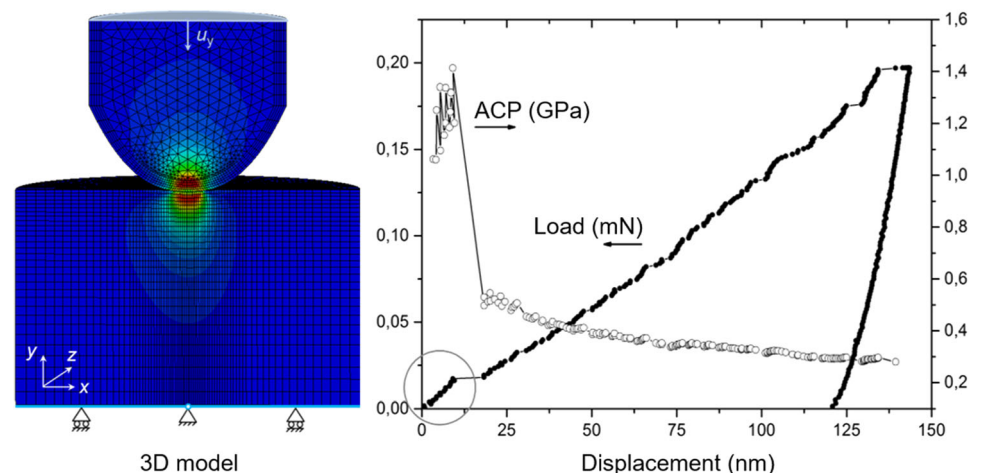 u_y
y
z
x
3D model
0,20
0,15
0,10
0,05
0,00
ACP (GPa)
Load (mN)
1,6
1,4
1,2
1,0
0,8
0,6
0,4
0,2
0 25 50 75 100 125 150
Displacement (nm)